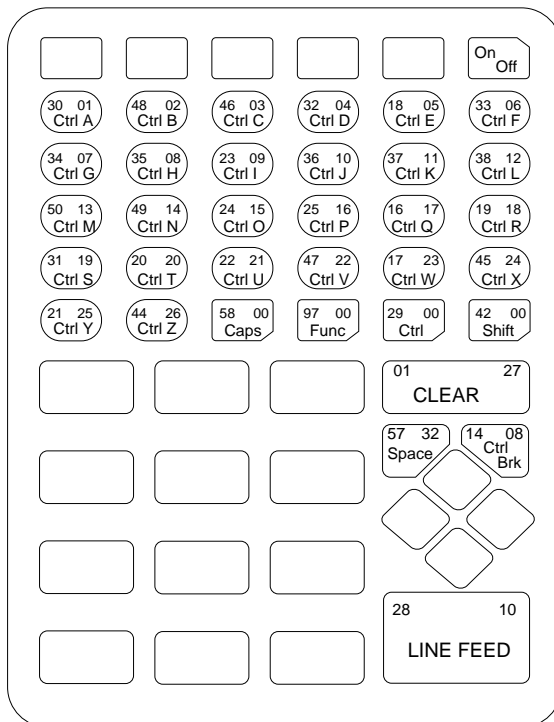 On
Off
30 01 48 02 46 03 32 04 18 05 33 06
Ctrl A Ctrl B Ctrl C Ctrl D Ctrl E Ctrl F
34 07 35 08 23 09 36 10 37 11 38 12
Ctrl G Ctrl H Ctrl I Ctrl J Ctrl K Ctrl L
50 13 49 14 24 15 25 16 16 17 19 18
Ctrl M Ctrl N Ctrl O Ctrl P Ctrl Q Ctrl R
31 19 20 20 22 21 47 22 17 23 45 24
Ctrl S Ctrl T Ctrl U Ctrl V Ctrl W Ctrl X
21 25 44 26 58 00 97 00 29 00 42 00
Ctrl Y Ctrl Z Caps Func Ctrl Shift
01 27
CLEAR
57 32 14 08
Space Ctrl
Brk
28 10
LINE FEED